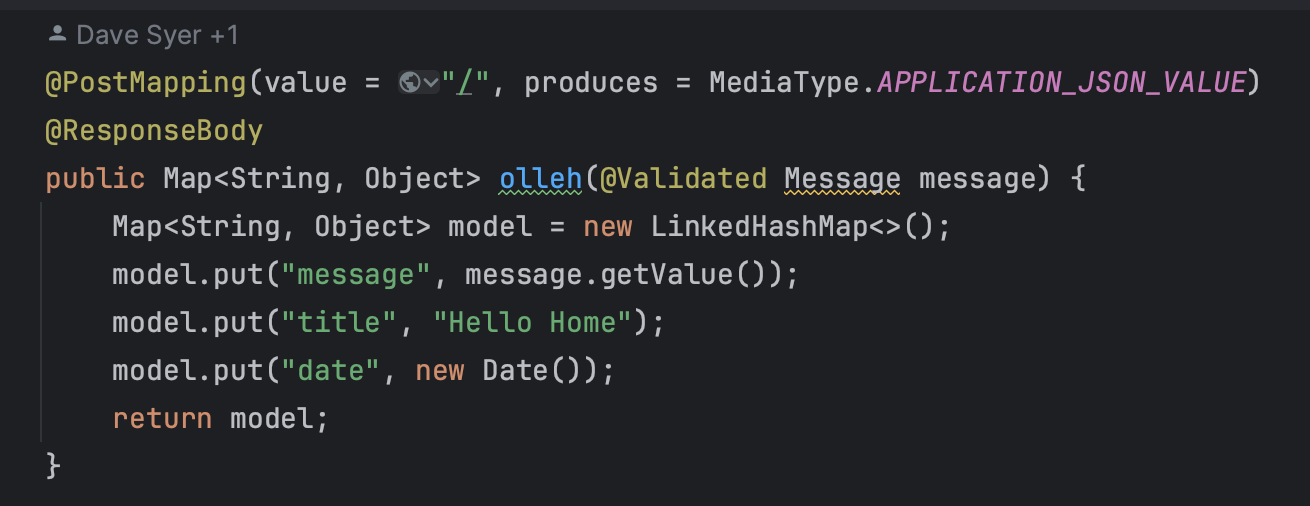 Dave Syer +1
@PostMapping(value = "/", produces = MediaType.APPLICATION_JSON_VALUE)
@ResponseBody
public Map<String, Object> olleh(@Validated Message message) {
    Map<String, Object> model = new LinkedHashMap<>();
    model.put("message", message.getValue());
    model.put("title", "Hello Home");
    model.put("date", new Date());
    return model;
}